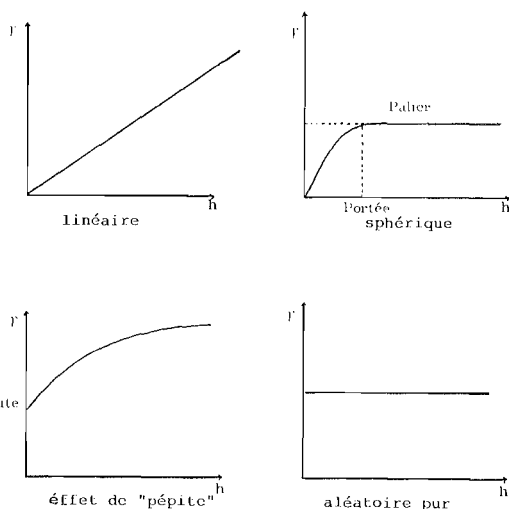 γ
γ
Palier
h
Portée
h
linéaire
sphérique
γ
γ
h
h
éffet de "pépite"
aléatoire pur